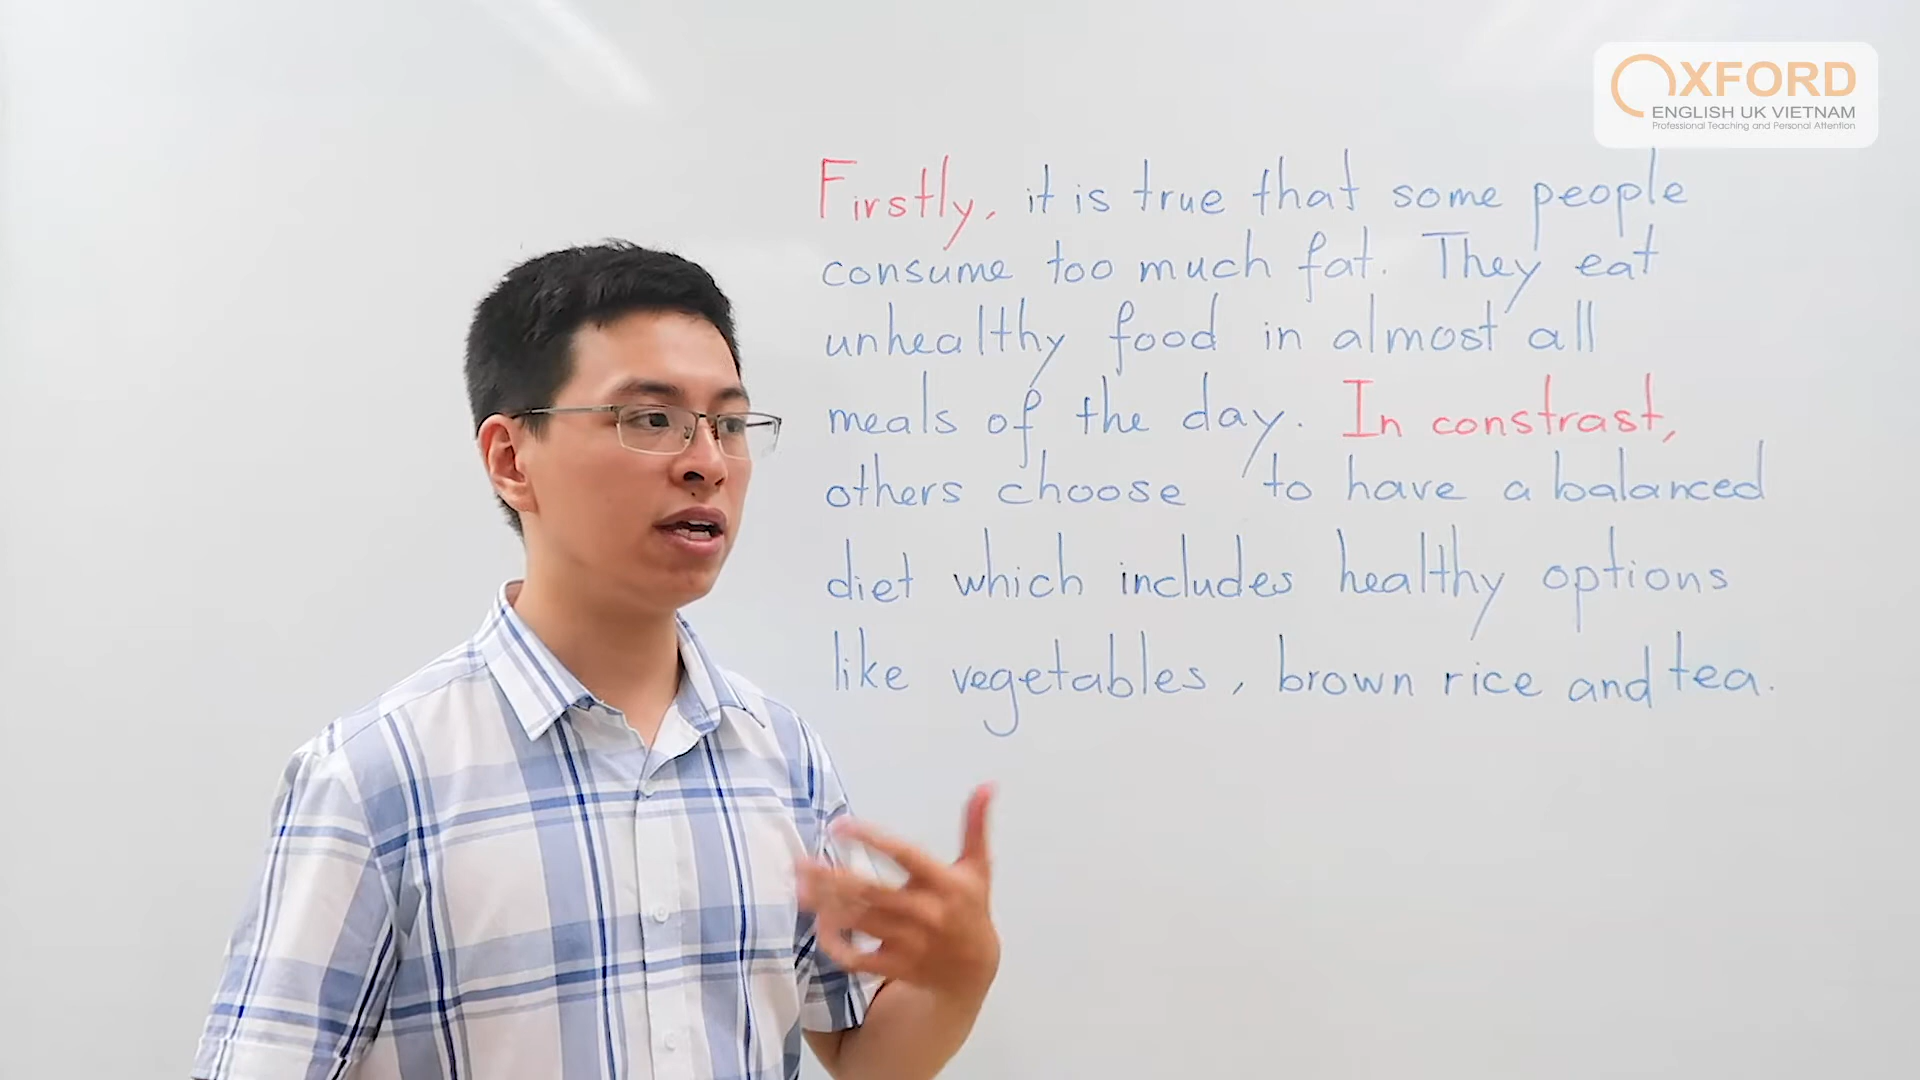 OXFORD
ENGLISH UK VIETNAM
Professional Teaching and Personal Attention
Firstly, it is true that some people
consume too much fat. They eat
unhealthy food in almost all
meals of the day. In constrast,
others choose to have a balanced
diet which includes healthy options
like vegetables, brown rice and tea.